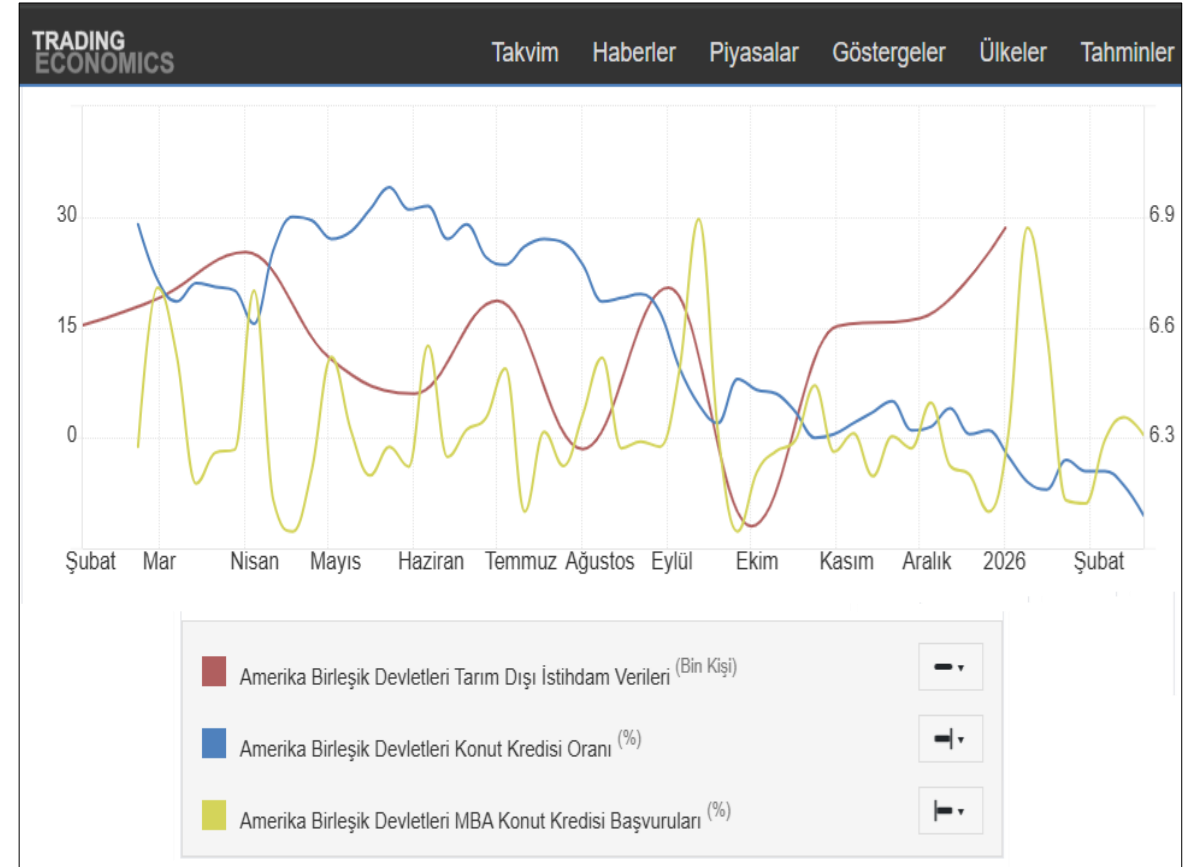 TRADING
ECONOMICS
Takvim Haberler Piyasalar Göstergeler Ülkeler Tahminler
30 6.9
15 6.6
0 6.3
Şubat Mar Nisan Mayıs Haziran Temmuz Ağustos Eylül Ekim Kasım Aralık 2026 Şubat
Amerika Birleşik Devletleri Tarım Dışı İstihdam Verileri (Bin Kişi)
Amerika Birleşik Devletleri Konut Kredisi Oranı (%)
Amerika Birleşik Devletleri MBA Konut Kredisi Başvuruları (%)